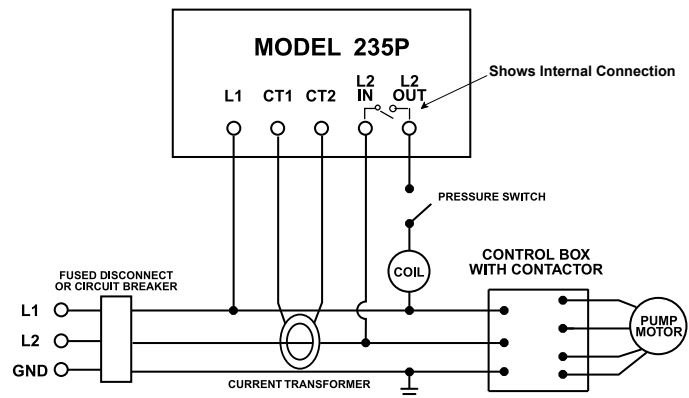 MODEL 235P
Shows Internal Connection
L1 CT1 CT2 L2 IN L2 OUT
PRESSURE SWITCH
COIL
CONTROL BOX
WITH CONTACTOR
FUSED DISCONNECT
OR CIRCUIT BREAKER
L1
L2
GND
PUMP
MOTOR
CURRENT TRANSFORMER